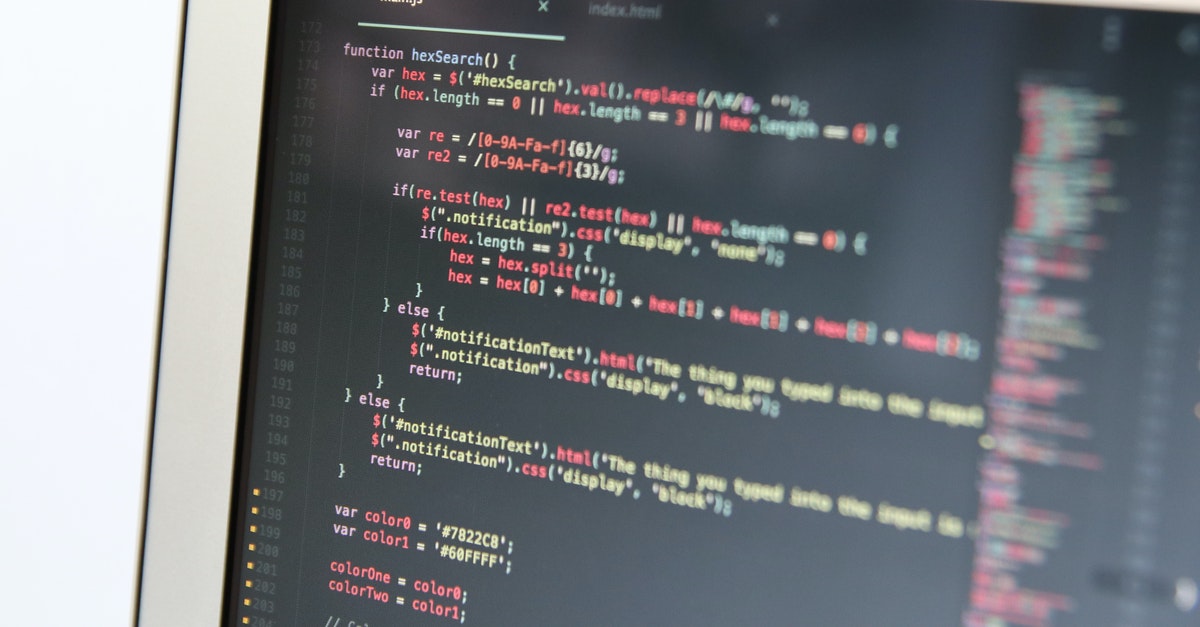 main.js × index.html ×
172
173 function hexSearch() {
174 var hex = $('#hexSearch').val().replace(/\#/g, '');
175 if (hex.length == 0 || hex.length == 3 || hex.length == 6) {
176
177 var re = /[0-9A-Fa-f]{6}/g;
178 var re2 = /[0-9A-Fa-f]{3}/g;
179
180 if(re.test(hex) || re2.test(hex) || hex.length == 0) {
181 $(".notification").css("display", "none");
182 if(hex.length == 3) {
183 hex = hex.split('');
184 hex = hex[0] + hex[0] + hex[1] + hex[1] + hex[2] + hex[2];
185 }
186 } else {
187 $('#notificationText').html("The thing you typed into the input
188 $(".notification").css("display", "block");
189 return;
190 }
191 } else {
192 $('#notificationText').html('The thing you typed into the input is
193 $(".notification").css("display", "block");
194 return;
195 }
196
197 var color0 = '#7822C8';
198 var color1 = '#60FFFF';
199
200 colorOne = color0;
201 colorTwo = color1;
202
203 //